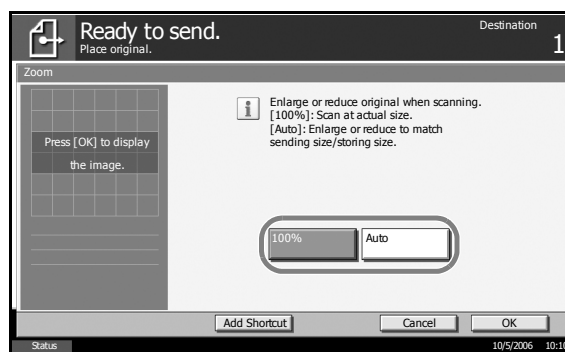 Ready to send.
Place original.
Destination
1
Zoom
Press [OK] to display
the image.
i
Enlarge or reduce original when scanning.
[100%]: Scan at actual size.
[Auto]: Enlarge or reduce to match
sending size/storing size.
100%
Auto
Add Shortcut
Cancel
OK
Status
10/5/2006 10:10